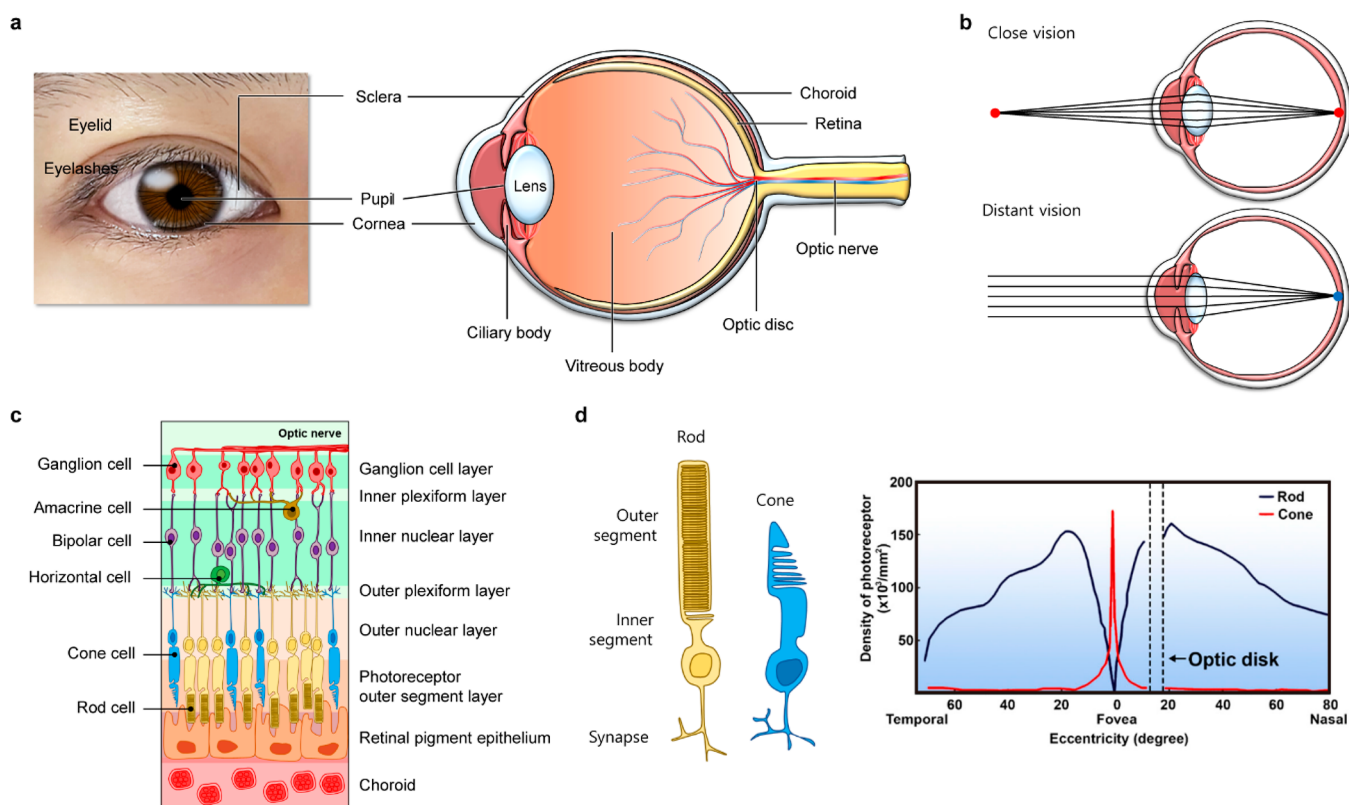 a
Eyelid
Eyelashes
Sclera
Pupil
Cornea
Lens
Choroid
Retina
Optic nerve
Optic disc
Ciliary body
Vitreous body
b
Close vision
Distant vision
c
Optic nerve
Ganglion cell
Amacrine cell
Bipolar cell
Horizontal cell
Cone cell
Rod cell
Ganglion cell layer
Inner plexiform layer
Inner nuclear layer
Outer plexiform layer
Outer nuclear layer
Photoreceptor
outer segment layer
Retinal pigment epithelium
Choroid
d
Rod
Cone
Outer
segment
Inner
segment
Synapse
Density of photoreceptor
(x10³/mm²)
200
150
100
50
Rod
Cone
Optic disk
60 40 20 0 20 40 60 80
Temporal Fovea Nasal
Eccentricity (degree)